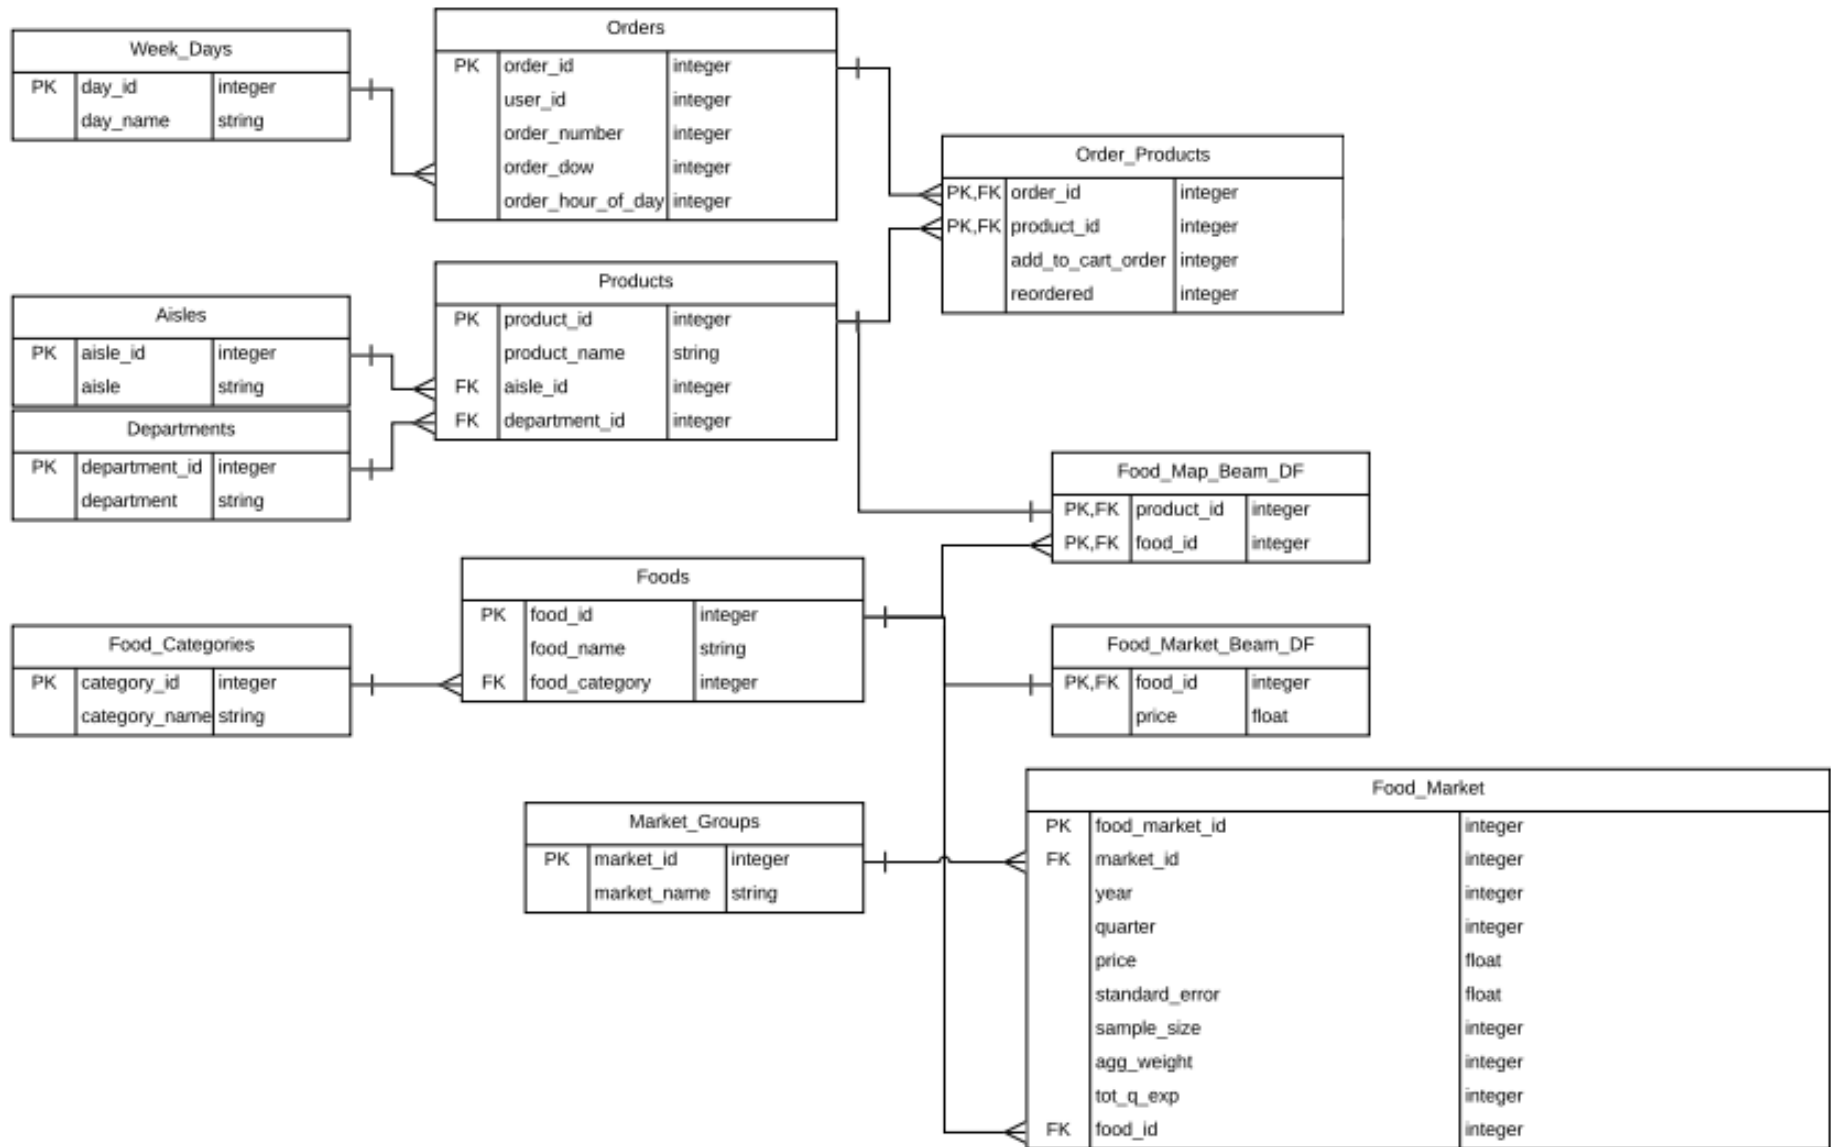 Week_Days
PK day_id integer
day_name string
Orders
PK order_id integer
user_id integer
order_number integer
order_dow integer
order_hour_of_day integer
Order_Products
PK,FK order_id integer
PK,FK product_id integer
add_to_cart_order integer
reordered integer
Aisles
PK aisle_id integer
aisle string
Departments
PK department_id integer
department string
Products
PK product_id integer
product_name string
FK aisle_id integer
FK department_id integer
Food_Map_Beam_DF
PK,FK product_id integer
PK,FK food_id integer
Food_Categories
PK category_id integer
category_name string
Foods
PK food_id integer
food_name string
FK food_category integer
Food_Market_Beam_DF
PK,FK food_id integer
price float
Market_Groups
PK market_id integer
market_name string
Food_Market
PK food_market_id integer
FK market_id integer
year integer
quarter integer
price float
standard_error float
sample_size integer
agg_weight integer
tot_q_exp integer
FK food_id integer